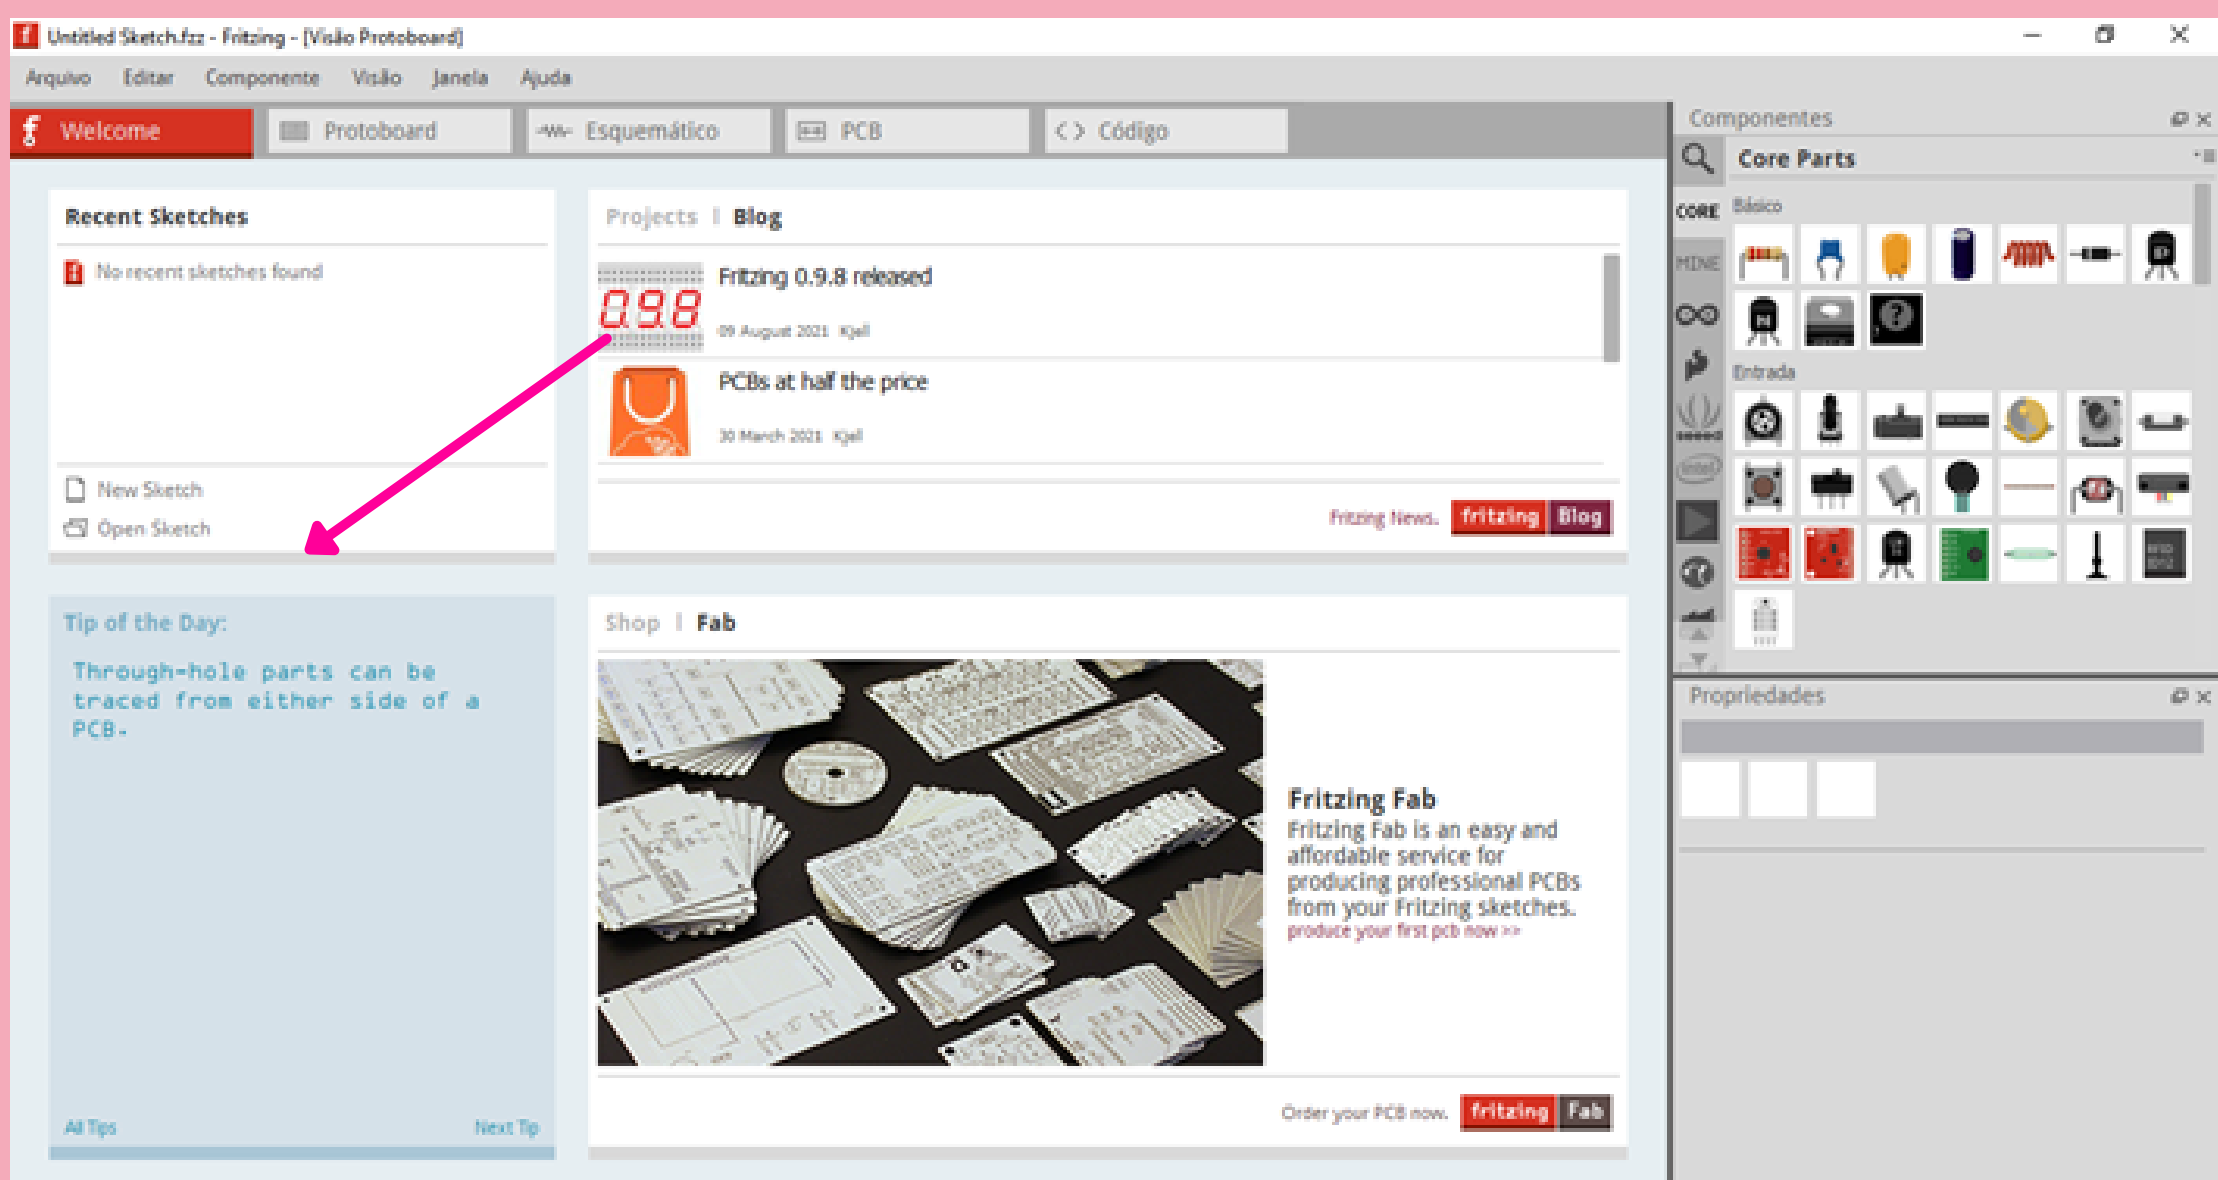 Untitled Sketch.fzz - Fritzing - [Visão Protoboard]
Arquivo Editar Componente Visão Janela Ajuda
Welcome Protoboard Esquemático PCB Código
Recent Sketches
No recent sketches found
New Sketch
Open Sketch
Projects | Blog
Fritzing 0.9.8 released
09 August 2021 Kjell
PCBs at half the price
30 March 2021 Kjell
Fritzing News. fritzing Blog
Tip of the Day:
Through-hole parts can be
traced from either side of a
PCB.
All Tips Next Tip
Shop | Fab
Fritzing Fab
Fritzing Fab is an easy and
affordable service for
producing professional PCBs
from your Fritzing sketches.
produce your first pcb now >>
Order your PCB now. fritzing Fab
Componentes
Core Parts
CORE
MINE
seeed
intel
Básico
Entrada
Propriedades